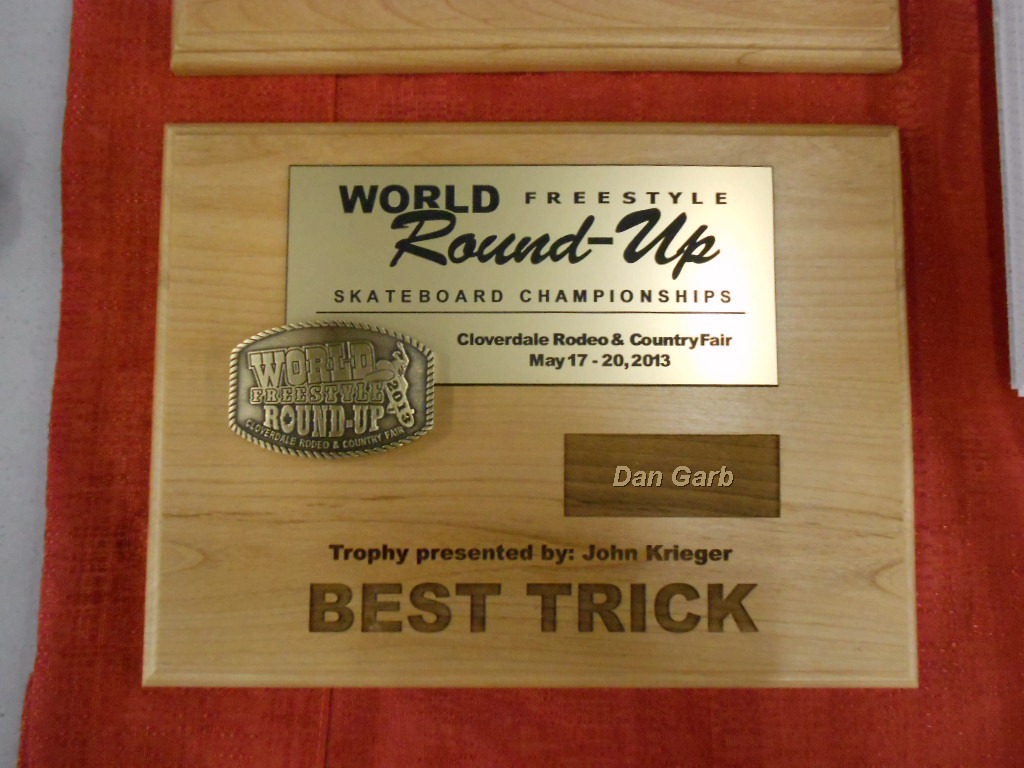 WORLD FREESTYLE
Round-Up
SKATEBOARD CHAMPIONSHIPS
Cloverdale Rodeo & Country Fair
May 17 - 20, 2013
WORLD
FREESTYLE
ROUND-UP
2013
CLOVERDALE RODEO & COUNTRY FAIR
Dan Garb
Trophy presented by: John Krieger
BEST TRICK